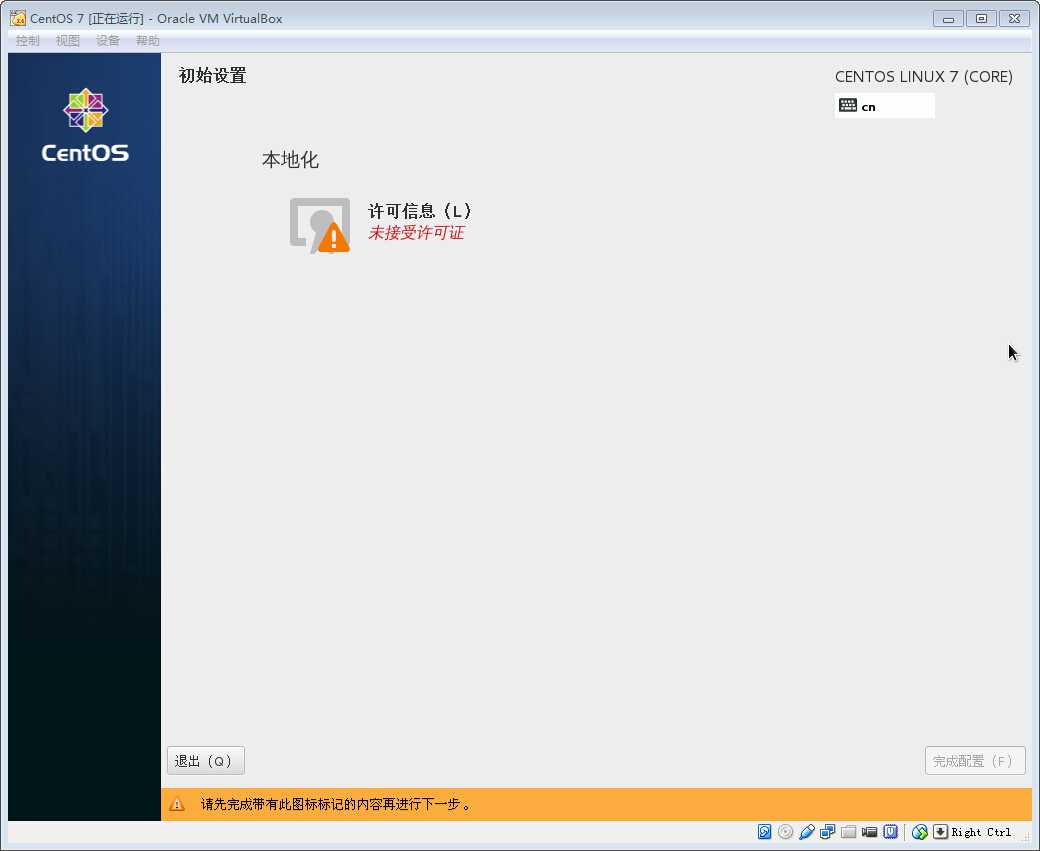 CentOS 7 [正在运行] - Oracle VM VirtualBox
控制 视图 设备 帮助
CentOS
初始设置
CENTOS LINUX 7 (CORE)
cn
本地化
许可信息（L）
未接受许可证
退出（Q）
完成配置（F）
请先完成带有此图标标记的内容再进行下一步。
Right Ctrl